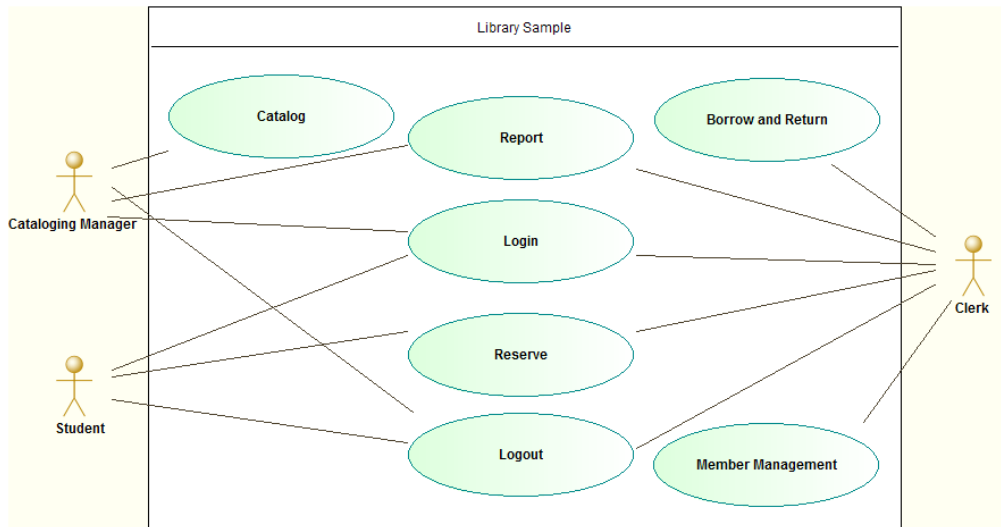 Library Sample
Catalog
Report
Borrow and Return
Cataloging Manager
Login
Clerk
Reserve
Student
Logout
Member Management